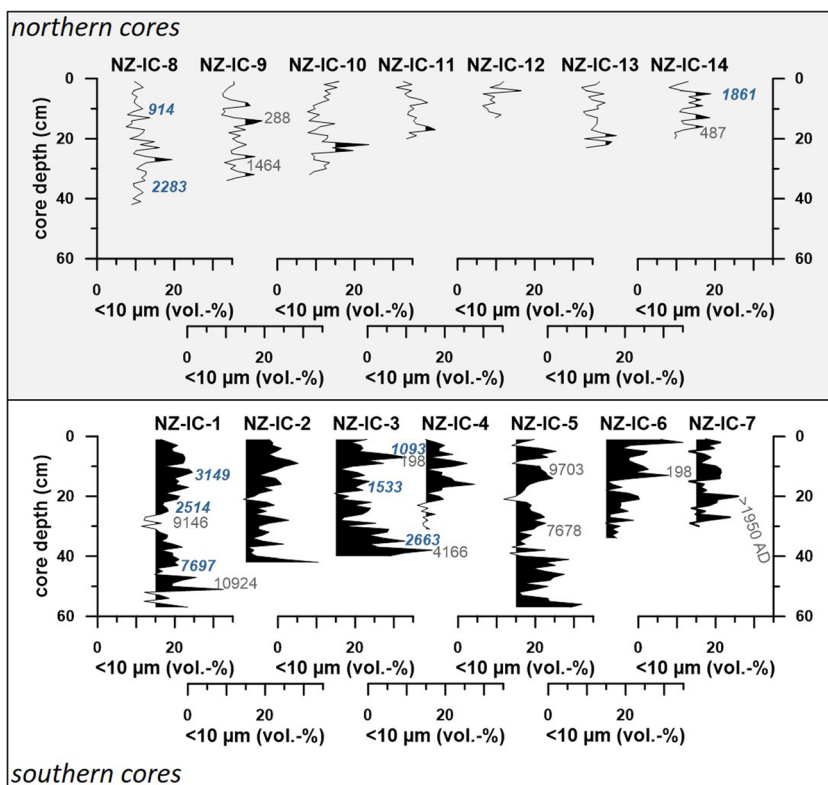 northern cores
NZ-IC-8 NZ-IC-9 NZ-IC-10 NZ-IC-11 NZ-IC-12 NZ-IC-13 NZ-IC-14
0 0
1861
914 288
20 487 20
1464
2283
40 40
core depth (cm)
60 60
0 20 0 20 0 20 0 20
<10 µm (vol.-%) <10 µm (vol.-%) <10 µm (vol.-%) <10 µm (vol.-%)
0 20 0 20 0 20
<10 µm (vol.-%) <10 µm (vol.-%) <10 µm (vol.-%)
NZ-IC-1 NZ-IC-2 NZ-IC-3 NZ-IC-4 NZ-IC-5 NZ-IC-6 NZ-IC-7
0 0
1093
198
3149 9703 198
1533
20 20
2514
9146 7678 >1950 AD
2663
4166
40 40
7697
10924
core depth (cm)
60 60
0 20 0 20 0 20 0 20
<10 µm (vol.-%) <10 µm (vol.-%) <10 µm (vol.-%) <10 µm (vol.-%)
0 20 0 20 0 20
<10 µm (vol.-%) <10 µm (vol.-%) <10 µm (vol.-%)
southern cores